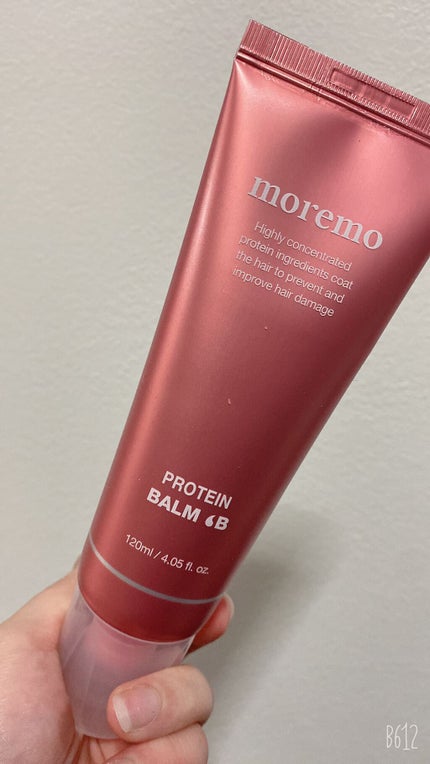 moremo
Highly concentrated
protein ingredients coat
the hair to prevent and
improve hair damage
PROTEIN
BALM 6B
120ml / 4.05 fl. oz.
B612